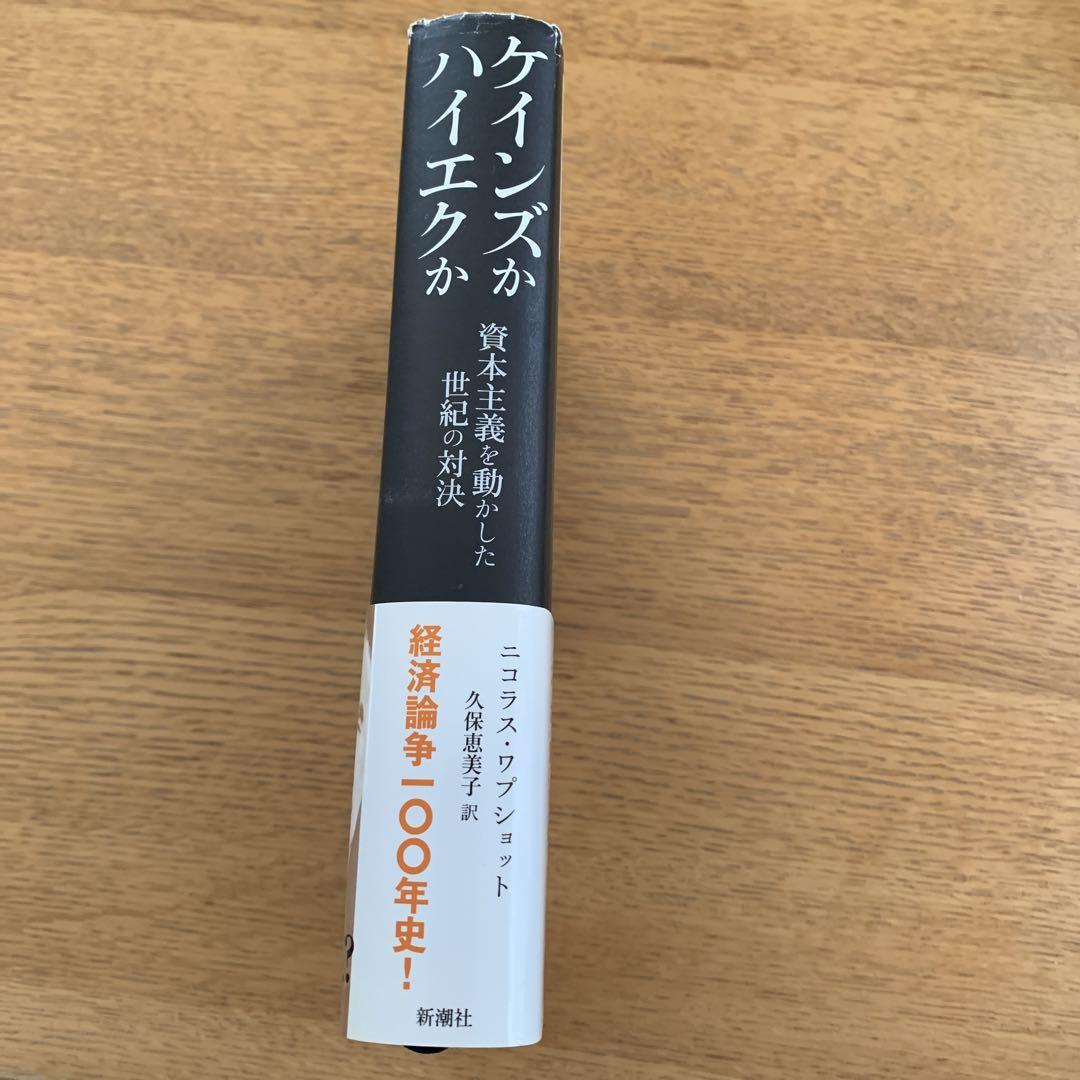 ケインズか
ハイエクか
資本主義を動かした
世紀の対決
ニコラス・ワプショット
久保恵美子 訳
経済論争一〇〇年史!
新潮社
?